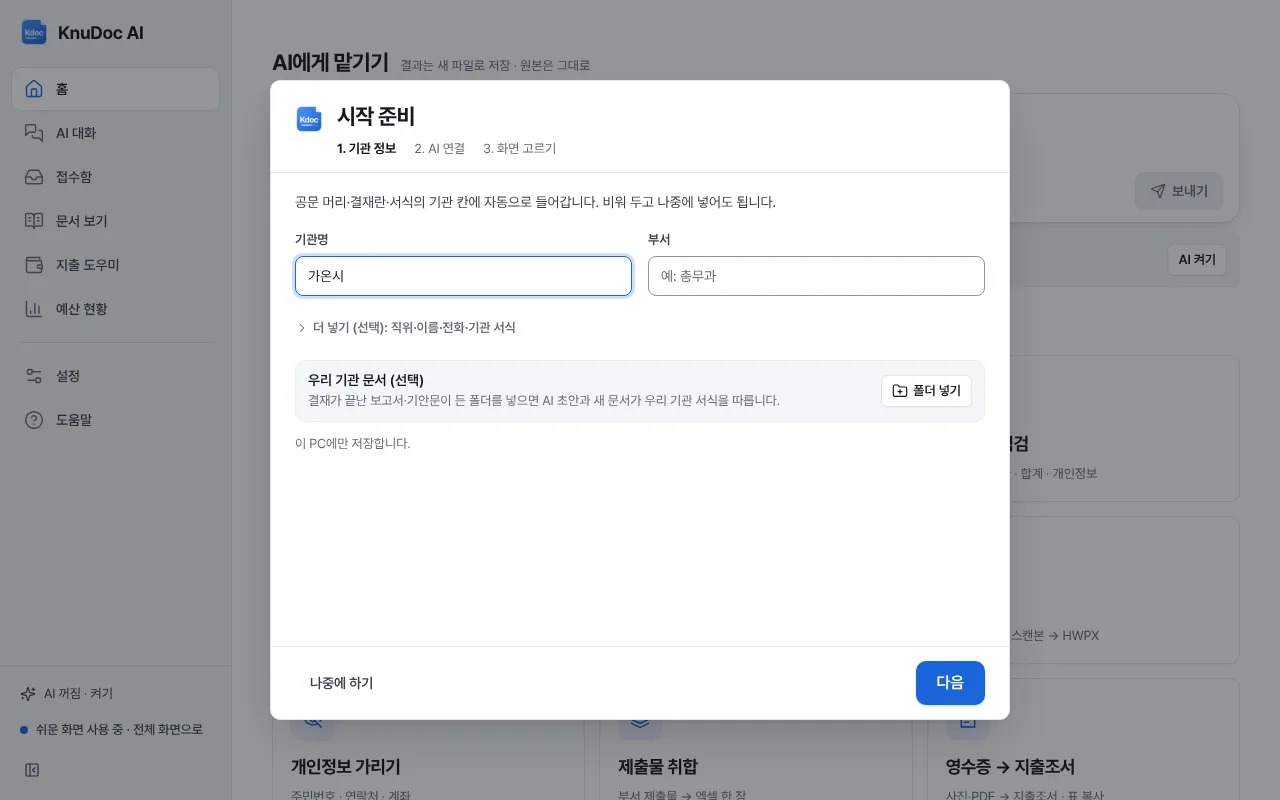 Kdoc
KnuDoc AI
홈
AI 대화
접수함
문서 보기
지출 도우미
예산 현황
설정
도움말
AI 꺼짐 · 켜기
쉬운 화면 사용 중 · 전체 화면으로
AI에게 맡기기 결과는 새 파일로 저장 · 원본은 그대로
보내기
AI 켜기
Kdoc
시작 준비
1. 기관 정보 2. AI 연결 3. 화면 고르기
공문 머리·결재란·서식의 기관 칸에 자동으로 들어갑니다. 비워 두고 나중에 넣어도 됩니다.
기관명 부서
가온시 예: 총무과
더 넣기 (선택): 직위·이름·전화·기관 서식
우리 기관 문서 (선택)
결재가 끝난 보고서·기안문이 든 폴더를 넣으면 AI 초안과 새 문서가 우리 기관 서식을 따릅니다.
폴더 넣기
이 PC에만 저장합니다.
나중에 하기
다음
· 합계 · 개인정보
스캔본 → HWPX
개인정보 가리기
주민번호 · 연락처 · 계좌
제출물 취합
부서 제출물 → 엑셀 한 장
영수증 → 지출조서
사진·PDF → 지출조서 · 표 복사